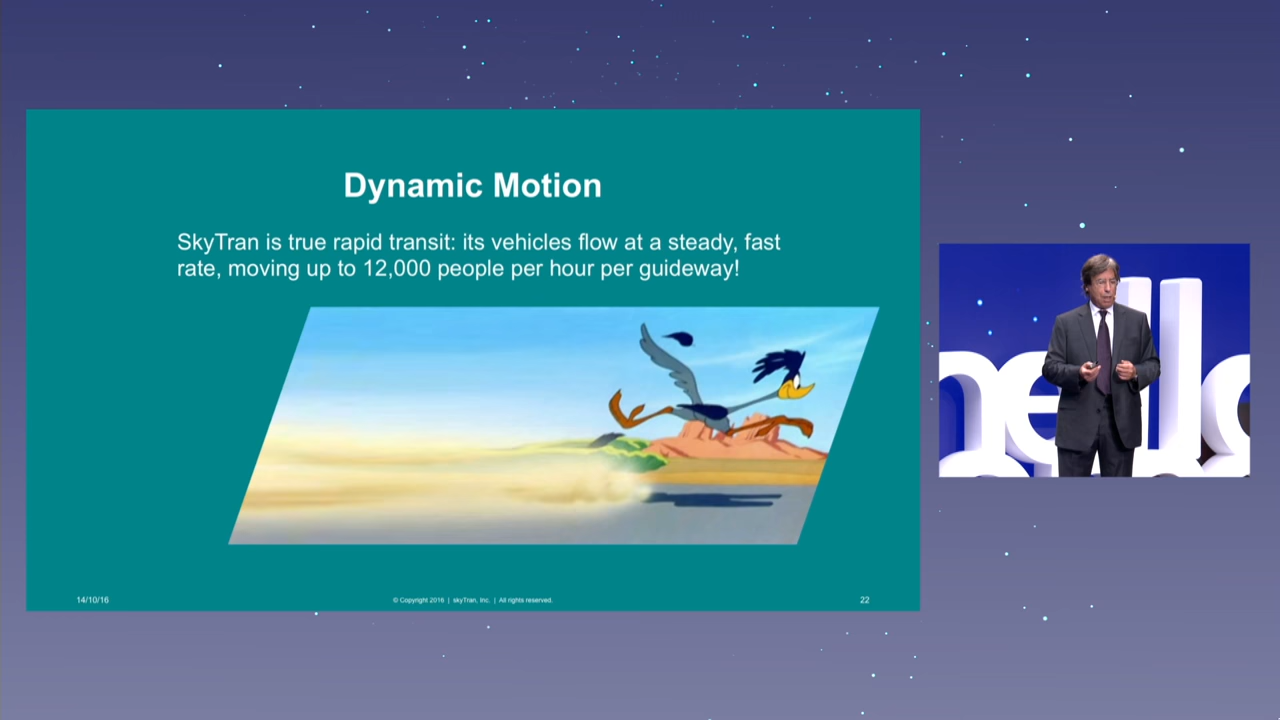 Dynamic Motion
SkyTran is true rapid transit: its vehicles flow at a steady, fast
rate, moving up to 12,000 people per hour per guideway!
14/10/16
© Copyright 2016 | skyTran, Inc. | All rights reserved.
22
hello